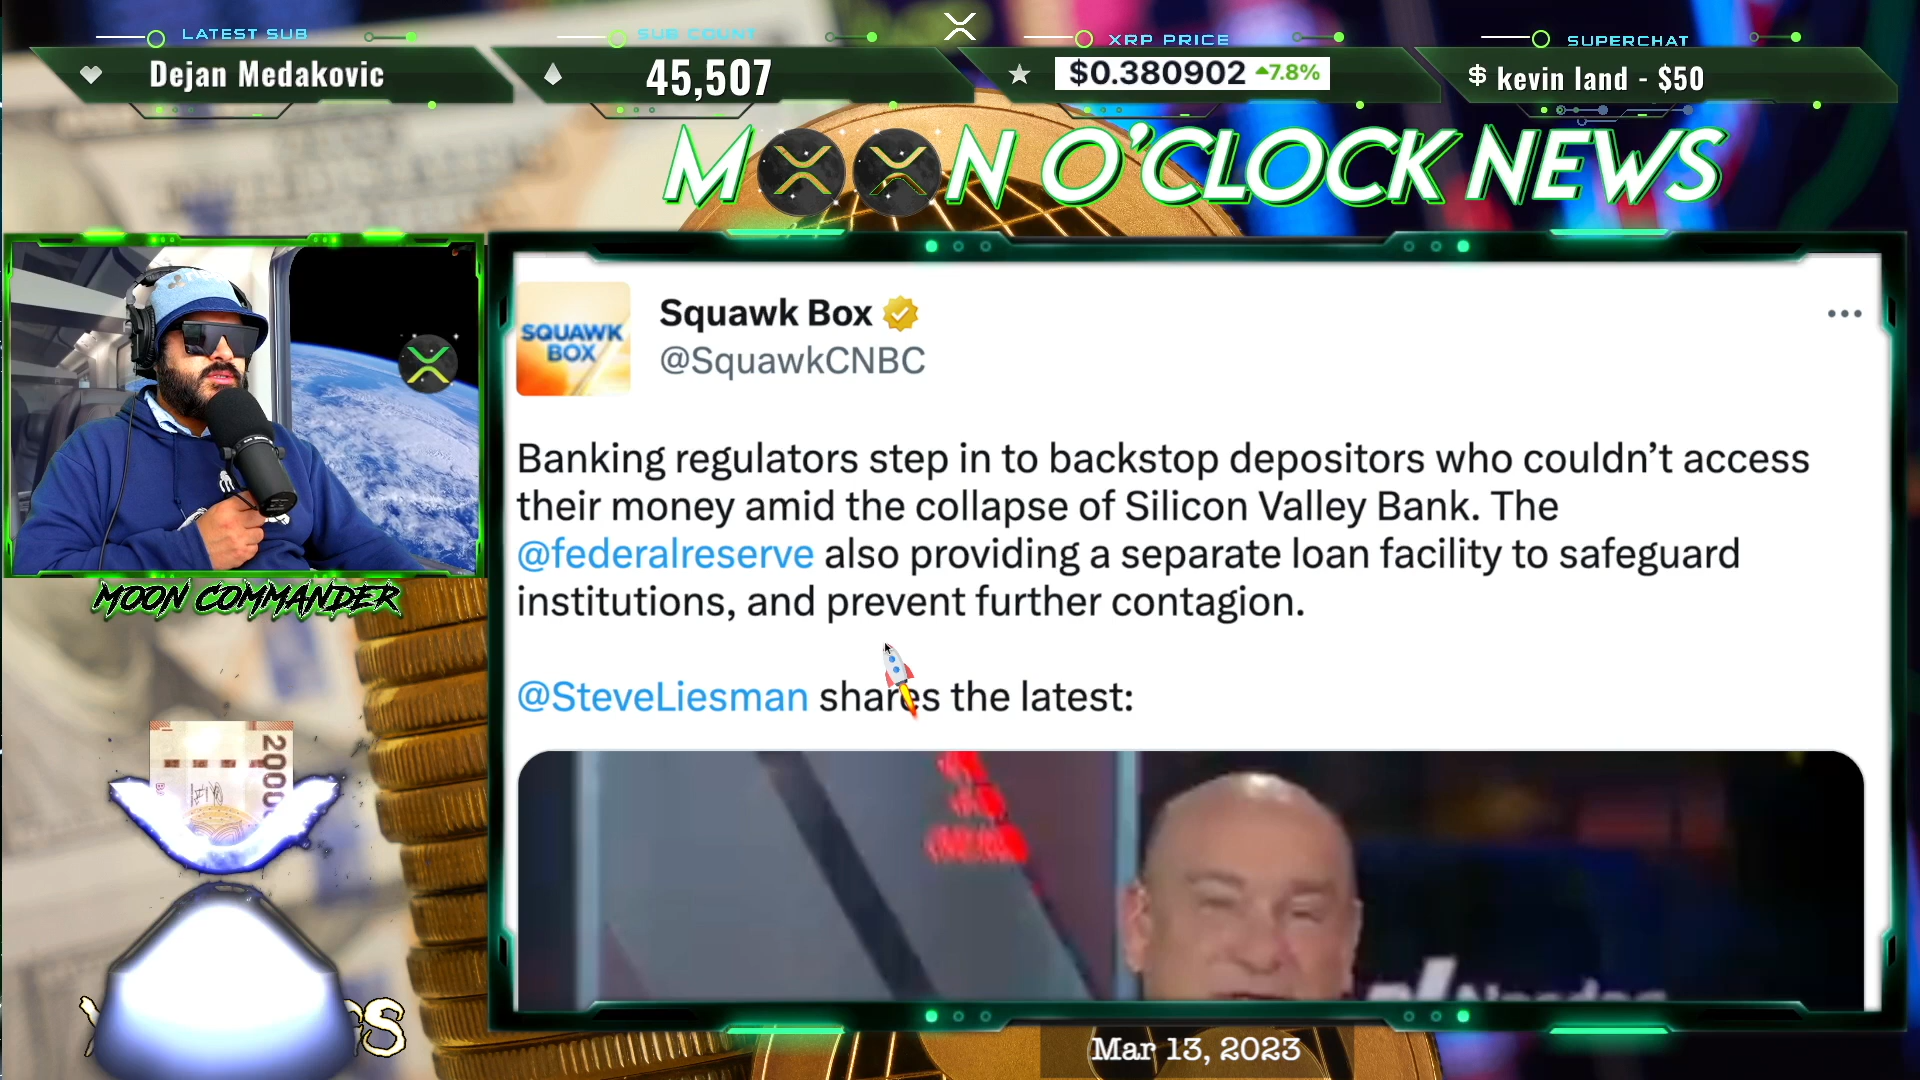 LATEST SUB
Dejan Medakovic
SUB COUNT
45,507
XRP PRICE
$0.380902 7.8%
SUPERCHAT
kevin land - $50
MOON O'CLOCK NEWS
SQUAWK
BOX
Squawk Box
@SquawkCNBC
Banking regulators step in to backstop depositors who couldn't access
their money amid the collapse of Silicon Valley Bank. The
@federalreserve also providing a separate loan facility to safeguard
institutions, and prevent further contagion.
@SteveLiesman shares the latest:
MOON COMMANDER
Mar 13, 2023